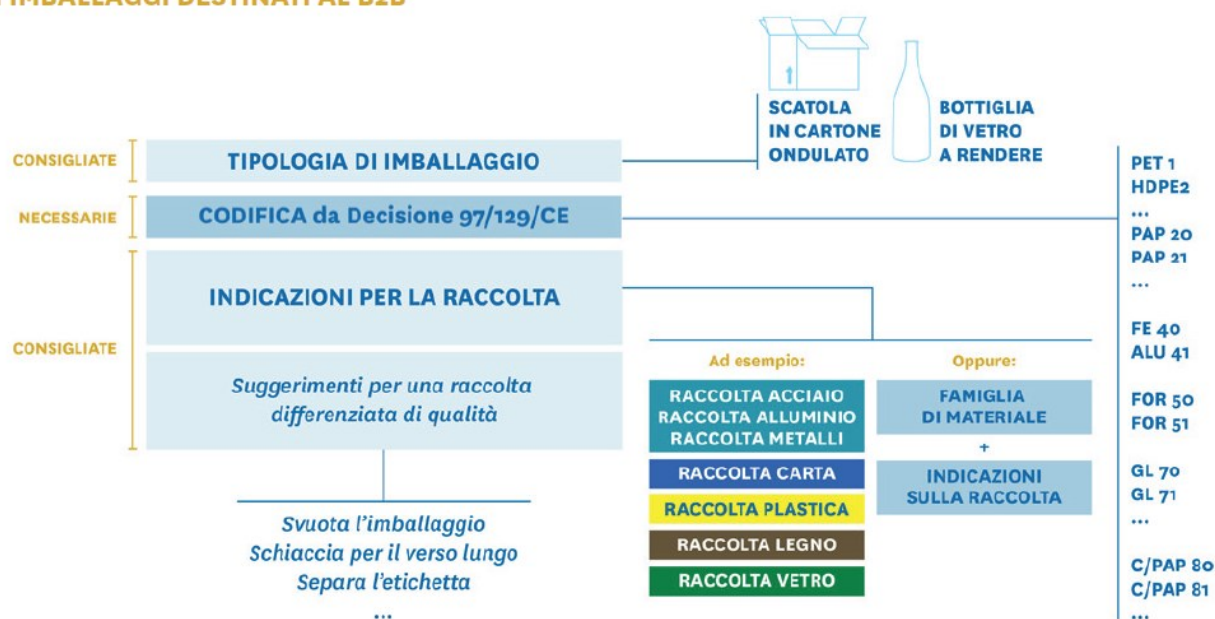 IMBALLAGGI DESTINATI AL B2B
SCATOLA
IN CARTONE
ONDULATO
BOTTIGLIA
DI VETRO
A RENDERE
CONSIGLIATE
TIPOLOGIA DI IMBALLAGGIO
NECESSARIE
CODIFICA da Decisione 97/129/CE
CONSIGLIATE
INDICAZIONI PER LA RACCOLTA
Suggerimenti per una raccolta
differenziata di qualità
Svuota l'imballaggio
Schiaccia per il verso lungo
Separa l'etichetta
...
Ad esempio:
RACCOLTA ACCIAIO
RACCOLTA ALLUMINIO
RACCOLTA METALLI
RACCOLTA CARTA
RACCOLTA PLASTICA
RACCOLTA LEGNO
RACCOLTA VETRO
Oppure:
FAMIGLIA
DI MATERIALE
+
INDICAZIONI
SULLA RACCOLTA
PET 1
HDPE2
...
PAP 20
PAP 21
...
FE 40
ALU 41
FOR 50
FOR 51
GL 70
GL 71
...
C/PAP 80
C/PAP 81
...